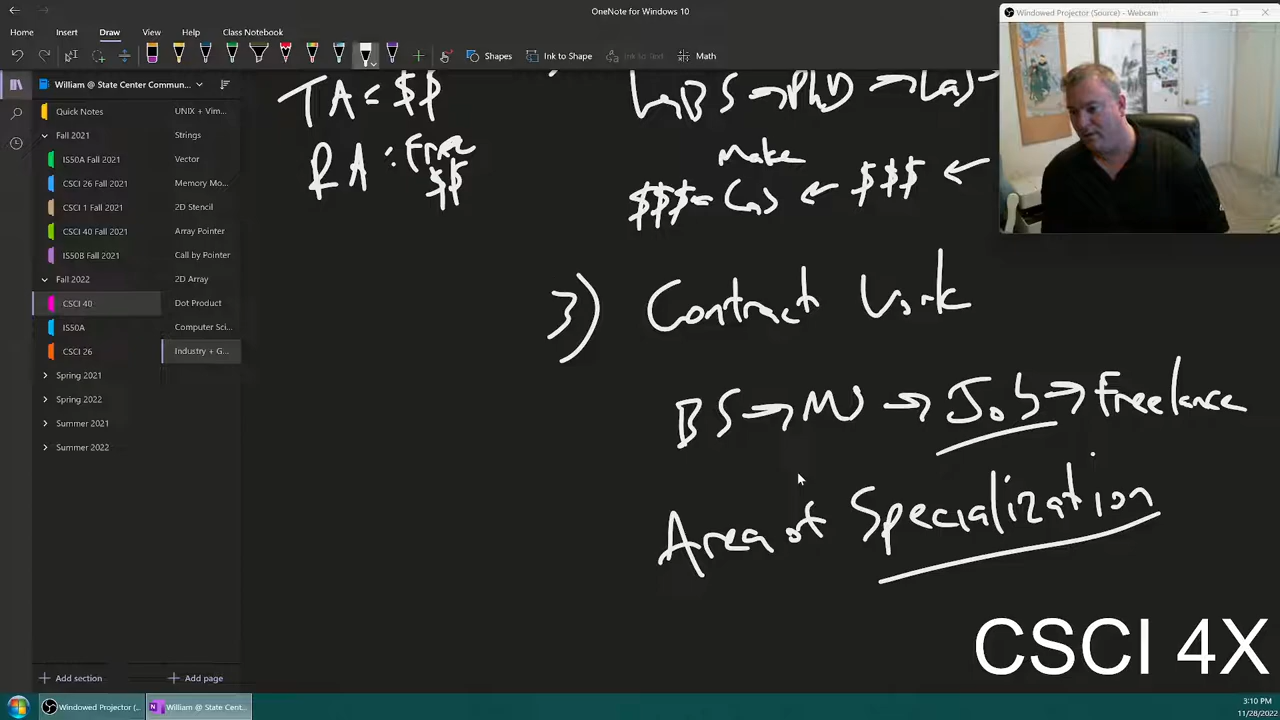 OneNote for Windows 10
Windowed Projector (Source) - Webcam
Home Insert Draw View Help Class Notebook
Shapes Ink to Shape Ink to Text Math
William @ State Center Commun...
Quick Notes
Fall 2021
IS50A Fall 2021
CSCI 26 Fall 2021
CSCI 1 Fall 2021
CSCI 40 Fall 2021
IS50B Fall 2021
Fall 2022
CSCI 40
IS50A
CSCI 26
Spring 2021
Spring 2022
Summer 2021
Summer 2022
UNIX + Vim...
Strings
Vector
Memory Mo...
2D Stencil
Array Pointer
Call by Pointer
2D Array
Dot Product
Computer Sci...
Industry + G...
TA = $$
RA : Free
$$
BS → PhD →
make
$$$ = ← $$$ ←
3) Contract Work
BS → MS → Job → Freelance
Area of Specialization
CSCI 4X
Add section Add page
Windowed Projector (... William @ State Cent...
3:10 PM
11/28/2022